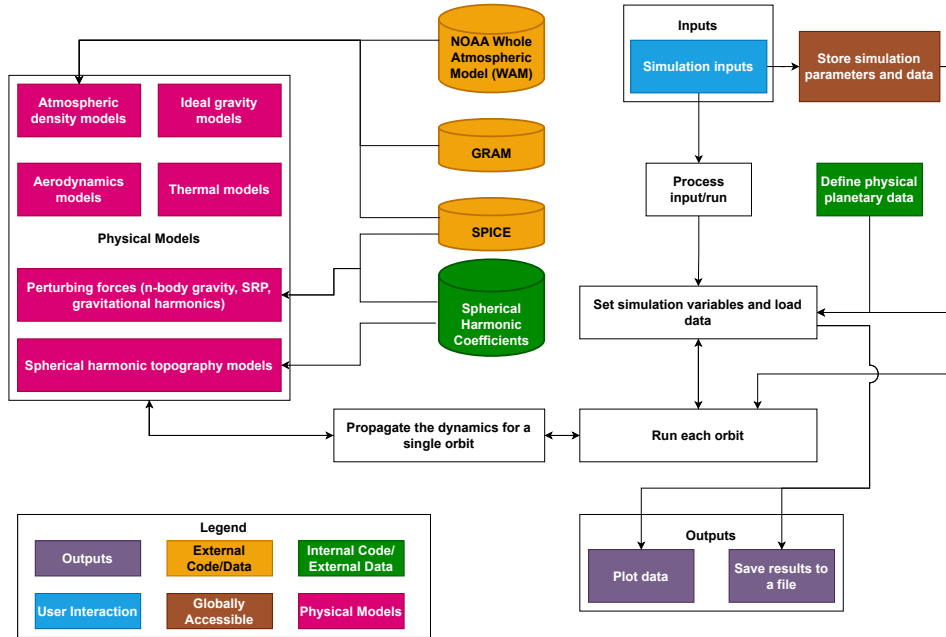 NOAA Whole
Atmospheric
Model (WAM)
Inputs
Simulation inputs
Store simulation
parameters and data
Atmospheric
density models
Ideal gravity
models
GRAM
Aerodynamics
models
Thermal models
Process
input/run
Define physical
planetary data
SPICE
Physical Models
Perturbing forces (n-body gravity, SRP,
gravitational harmonics)
Spherical
Harmonic
Coefficients
Set simulation variables and load
data
Spherical harmonic topography models
Propagate the dynamics for a
single orbit
Run each orbit
Legend
Outputs
External
Code/Data
Internal Code/
External Data
User Interaction
Globally
Accessible
Physical Models
Outputs
Plot data
Save results to
a file